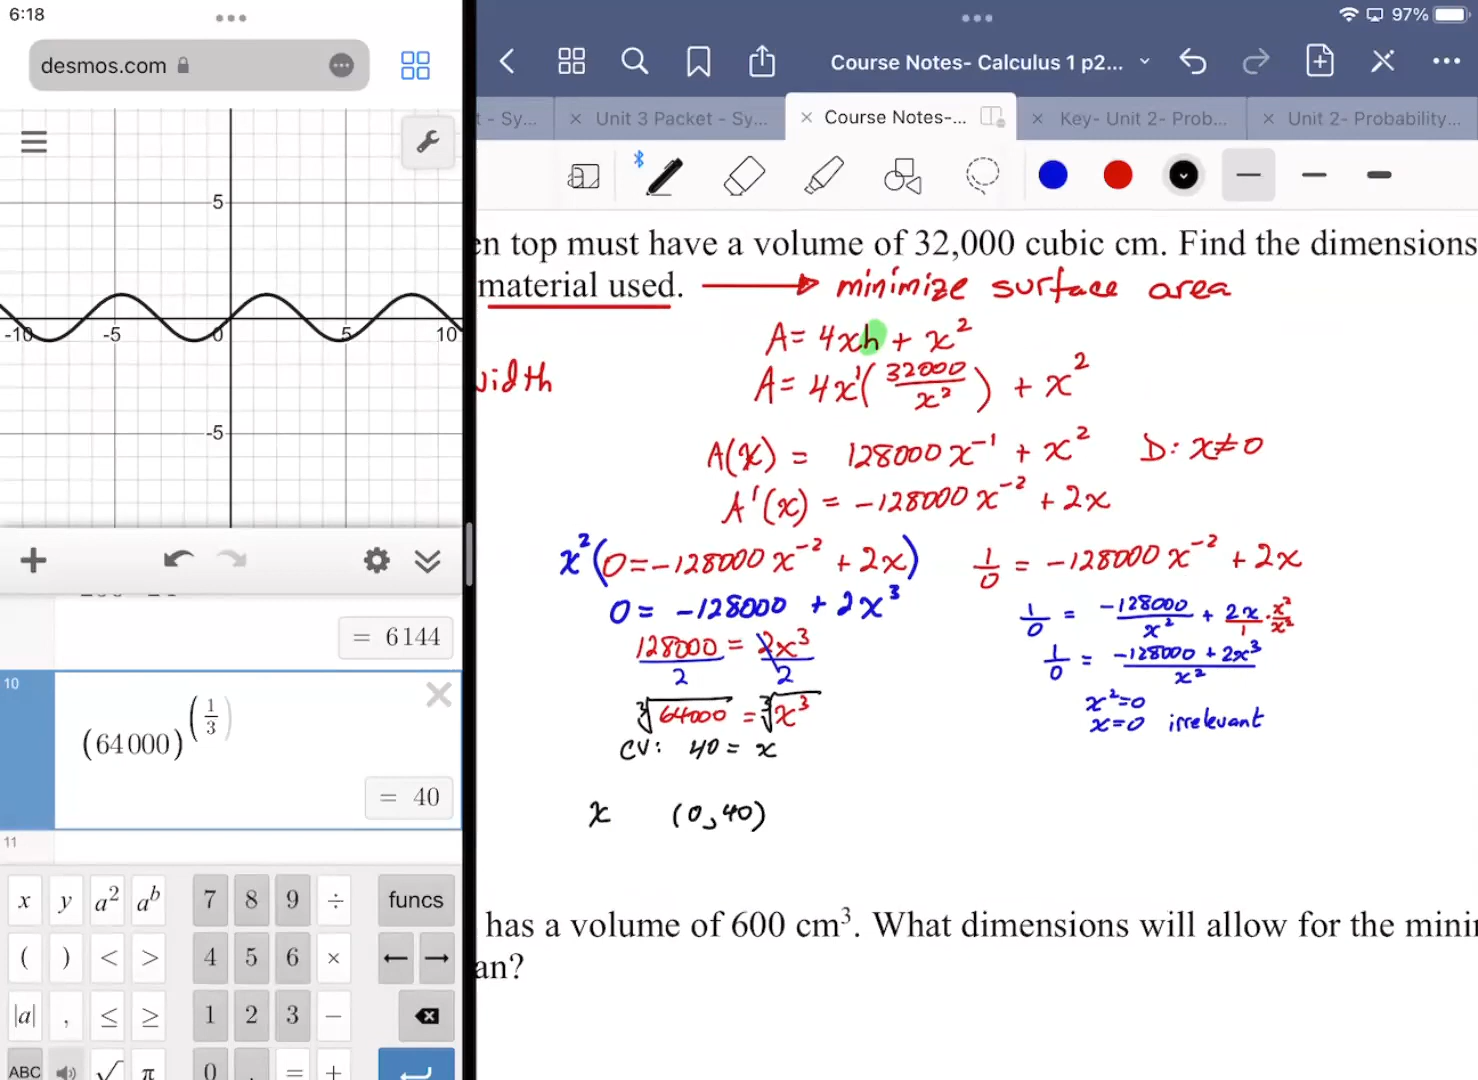 6:18
97%
desmos.com
Course Notes- Calculus 1 p2...
t - Sy...
× Unit 3 Packet - Sy...
× Course Notes-...
× Key- Unit 2- Prob...
× Unit 2- Probability...
5
-10 -5 0 5 10
-5
en top must have a volume of 32,000 cubic cm. Find the dimensions
material used. → minimize surface area
A = 4xh + x²
width
A = 4x¹(32000/x²) + x²
A(x) = 128000x⁻¹ + x² D: x≠0
A'(x) = -128000x⁻² + 2x
x²(0=-128000x⁻² + 2x)
0 = -128000 + 2x³
128000/2 = 2x³/2
∛64000 = ∛x³
CV: 40 = x
x (0,40)
1/0 = -128000x⁻² + 2x
1/0 = -128000/x² + 2x/1 · x²/x²
1/0 = (-128000 + 2x³)/x²
x²=0
x=0 irrelevant
has a volume of 600 cm³. What dimensions will allow for the mini
an?
= 6144
10
(64000)^(1/3)
= 40
11
x y a² aᵇ 7 8 9 ÷ funcs
( ) < > 4 5 6 × ← →
|a| , ≤ ≥ 1 2 3 −
ABC √ π 0 . = +